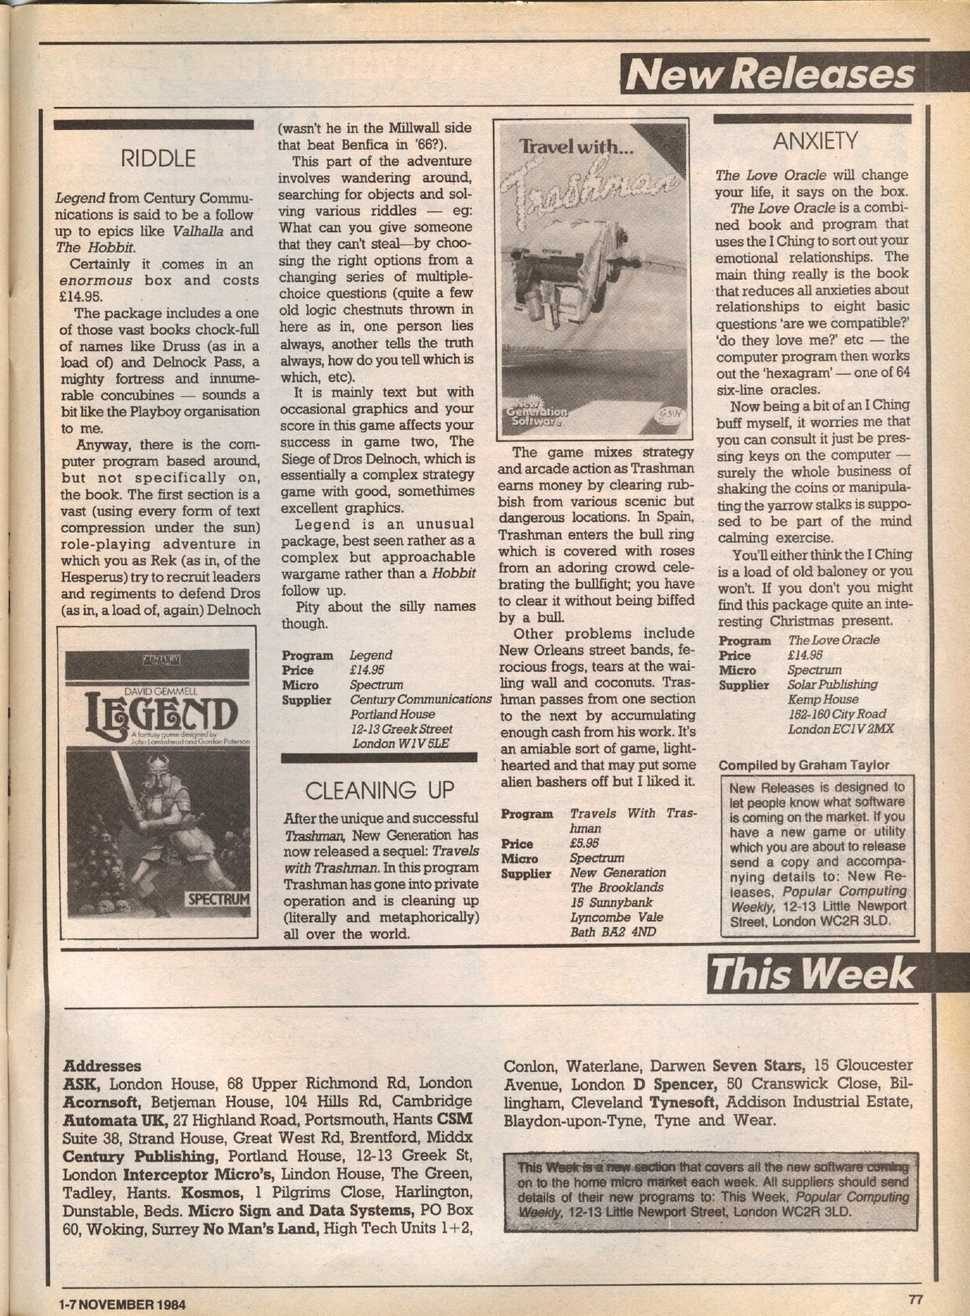 New Releases
RIDDLE
Legend from Century Commu-
nications is said to be a follow
up to epics like Valhalla and
The Hobbit.
Certainly it comes in an
enormous box and costs
£14.95.
The package includes a one
of those vast books chock-full
of names like Druss (as in a
load of) and Delnock Pass, a
mighty fortress and innume-
rable concubines — sounds a
bit like the Playboy organisation
to me.
Anyway, there is the com-
puter program based around,
but not specifically on,
the book. The first section is a
vast (using every form of text
compression under the sun)
role-playing adventure in
which you as Rek (as in, of the
Hesperus) try to recruit leaders
and regiments to defend Dros
(as in, a load of, again) Delnoch
CENTURY
DAVID GEMMELL
LEGEND
A fantasy game designed by
John Lambshead and Gordon Paterson
SPECTRUM
(wasn't he in the Millwall side
that beat Benfica in '66?).
This part of the adventure
involves wandering around,
searching for objects and sol-
ving various riddles — eg:
What can you give someone
that they can't steal—by choo-
sing the right options from a
changing series of multiple-
choice questions (quite a few
old logic chestnuts thrown in
here as in, one person lies
always, another tells the truth
always, how do you tell which is
which, etc).
It is mainly text but with
occasional graphics and your
score in this game affects your
success in game two, The
Siege of Dros Delnoch, which is
essentially a complex strategy
game with good, somethimes
excellent graphics.
Legend is an unusual
package, best seen rather as a
complex but approachable
wargame rather than a Hobbit
follow up.
Pity about the silly names
though.
Program Legend
Price £14.95
Micro Spectrum
Supplier Century Communications
Portland House
12-13 Greek Street
London W1V 5LE
CLEANING UP
After the unique and successful
Trashman, New Generation has
now released a sequel: Travels
with Trashman. In this program
Trashman has gone into private
operation and is cleaning up
(literally and metaphorically)
all over the world.
Travel with...
Trashman
New
Generation
Software
The game mixes strategy
and arcade action as Trashman
earns money by clearing rub-
bish from various scenic but
dangerous locations. In Spain,
Trashman enters the bull ring
which is covered with roses
from an adoring crowd cele-
brating the bullfight; you have
to clear it without being biffed
by a bull.
Other problems include
New Orleans street bands, fe-
rocious frogs, tears at the wai-
ling wall and coconuts. Tras-
hman passes from one section
to the next by accumulating
enough cash from his work. It's
an amiable sort of game, light-
hearted and that may put some
alien bashers off but I liked it.
Program Travels With Tras-
hman
Price £5.95
Micro Spectrum
Supplier New Generation
The Brooklands
15 Sunnybank
Lyncombe Vale
Bath BA2 4ND
ANXIETY
The Love Oracle will change
your life, it says on the box.
The Love Oracle is a combi-
ned book and program that
uses the I Ching to sort out your
emotional relationships. The
main thing really is the book
that reduces all anxieties about
relationships to eight basic
questions 'are we compatible?'
'do they love me?' etc — the
computer program then works
out the 'hexagram' — one of 64
six-line oracles.
Now being a bit of an I Ching
buff myself, it worries me that
you can consult it just be pres-
sing keys on the computer —
surely the whole business of
shaking the coins or manipula-
ting the yarrow stalks is suppo-
sed to be part of the mind
calming exercise.
You'll either think the I Ching
is a load of old baloney or you
won't. If you don't you might
find this package quite an inte-
resting Christmas present.
Program The Love Oracle
Price £14.95
Micro Spectrum
Supplier Solar Publishing
Kemp House
152-160 City Road
London EC1V 2MX
Compiled by Graham Taylor
New Releases is designed to
let people know what software
is coming on the market. If you
have a new game or utility
which you are about to release
send a copy and accompa-
nying details to: New Re-
leases, Popular Computing
Weekly, 12-13 Little Newport
Street, London WC2R 3LD.
This Week
Addresses
ASK, London House, 68 Upper Richmond Rd, London
Acornsoft, Betjeman House, 104 Hills Rd, Cambridge
Automata UK, 27 Highland Road, Portsmouth, Hants CSM
Suite 38, Strand House, Great West Rd, Brentford, Middx
Century Publishing, Portland House, 12-13 Greek St,
London Interceptor Micro's, Lindon House, The Green,
Tadley, Hants. Kosmos, 1 Pilgrims Close, Harlington,
Dunstable, Beds. Micro Sign and Data Systems, PO Box
60, Woking, Surrey No Man's Land, High Tech Units 1+2,
Conlon, Waterlane, Darwen Seven Stars, 15 Gloucester
Avenue, London D Spencer, 50 Cranswick Close, Bil-
lingham, Cleveland Tynesoft, Addison Industrial Estate,
Blaydon-upon-Tyne, Tyne and Wear.
This Week is a new section that covers all the new software coming
on to the home micro market each week. All suppliers should send
details of their new programs to: This Week, Popular Computing
Weekly, 12-13 Little Newport Street, London WC2R 3LD.
1-7 NOVEMBER 1984
77